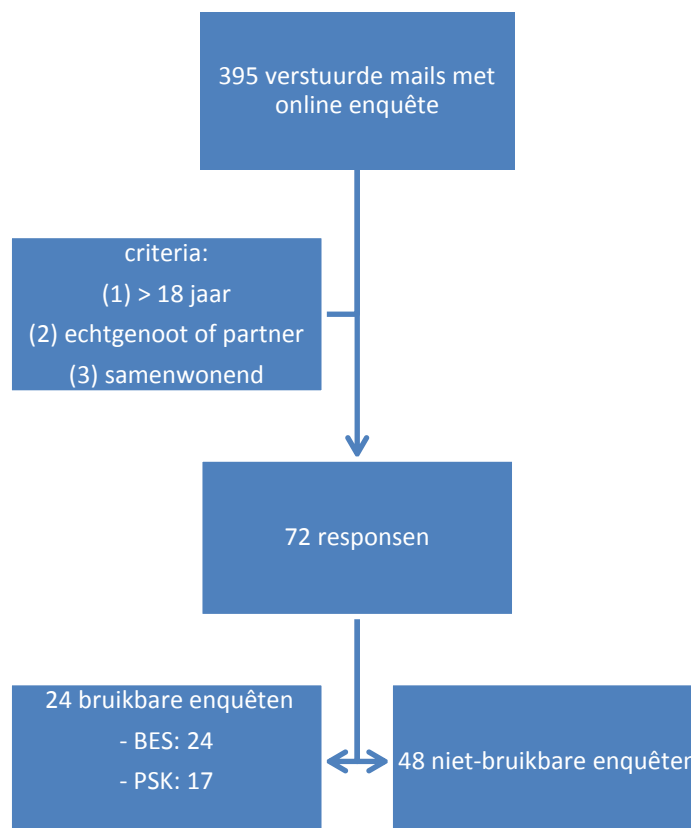 395 verstuurde mails met
online enquête
criteria:
(1) > 18 jaar
(2) echtgenoot of partner
(3) samenwonend
72 responsen
24 bruikbare enquêten
- BES: 24
- PSK: 17
48 niet-bruikbare enquêten